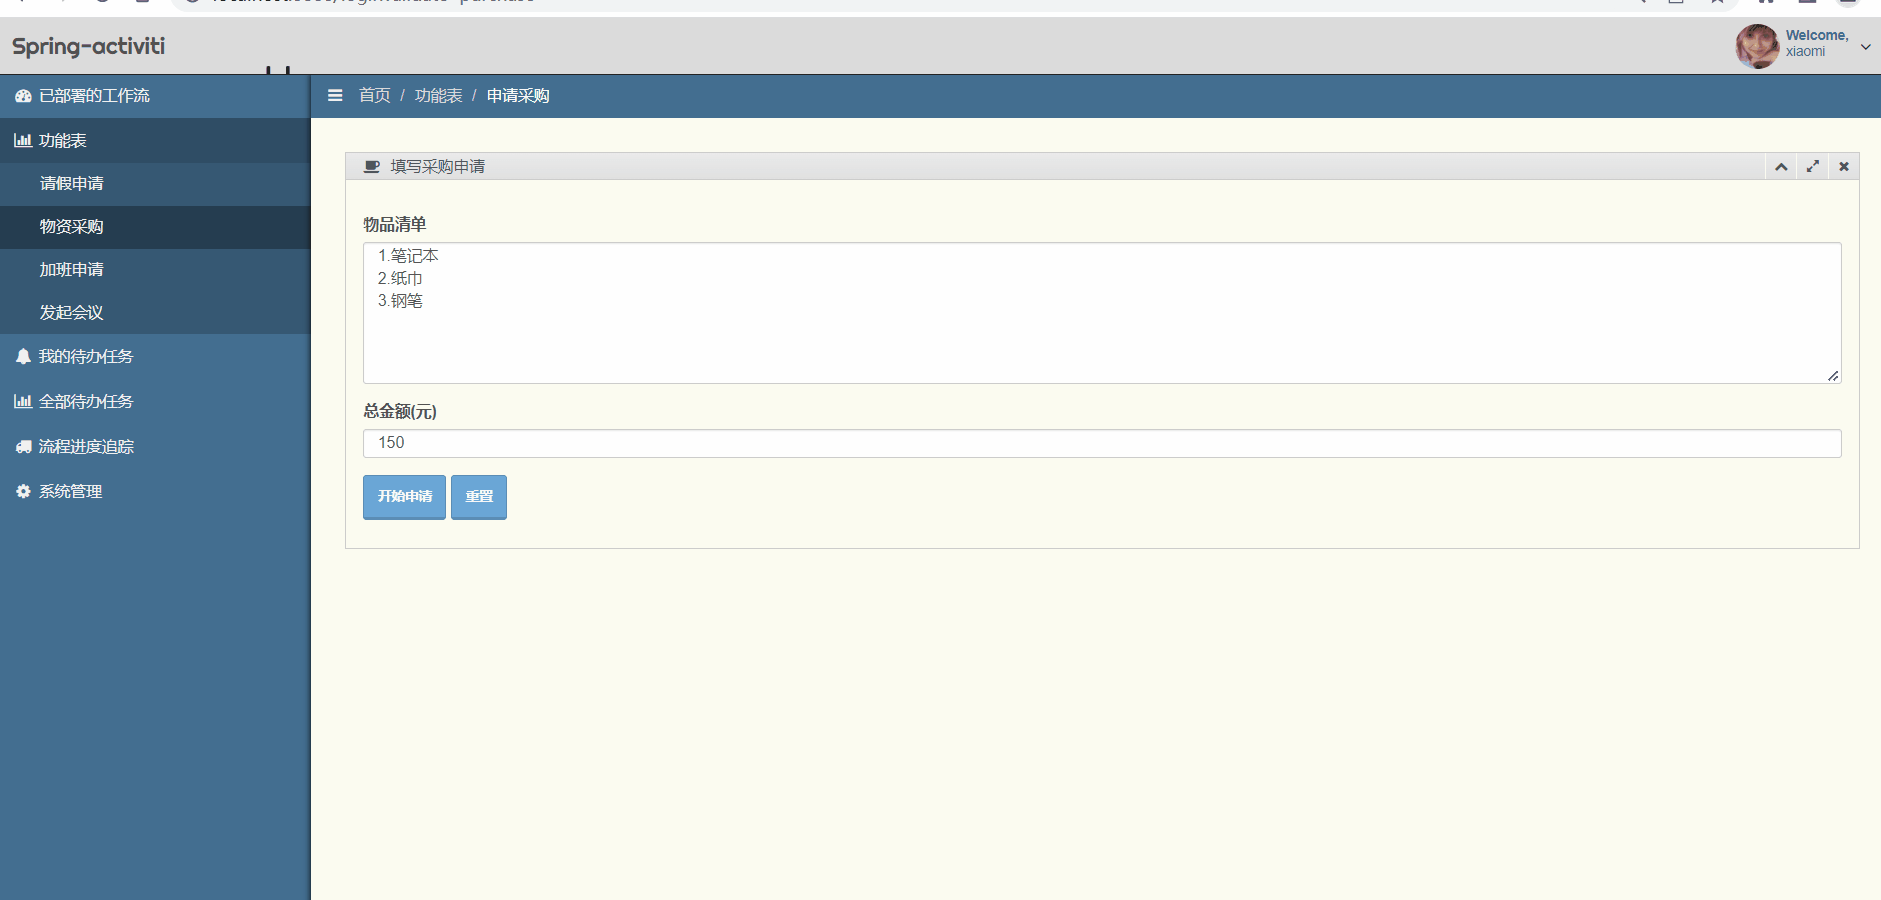 Spring-activiti
Welcome,
xiaomi
已部署的工作流
功能表
请假申请
物资采购
加班申请
发起会议
我的待办任务
全部待办任务
流程进度追踪
系统管理
首页 / 功能表 / 申请采购
填写采购申请
物品清单
1.笔记本
2.纸巾
3.钢笔
总金额(元)
150
开始申请 重置